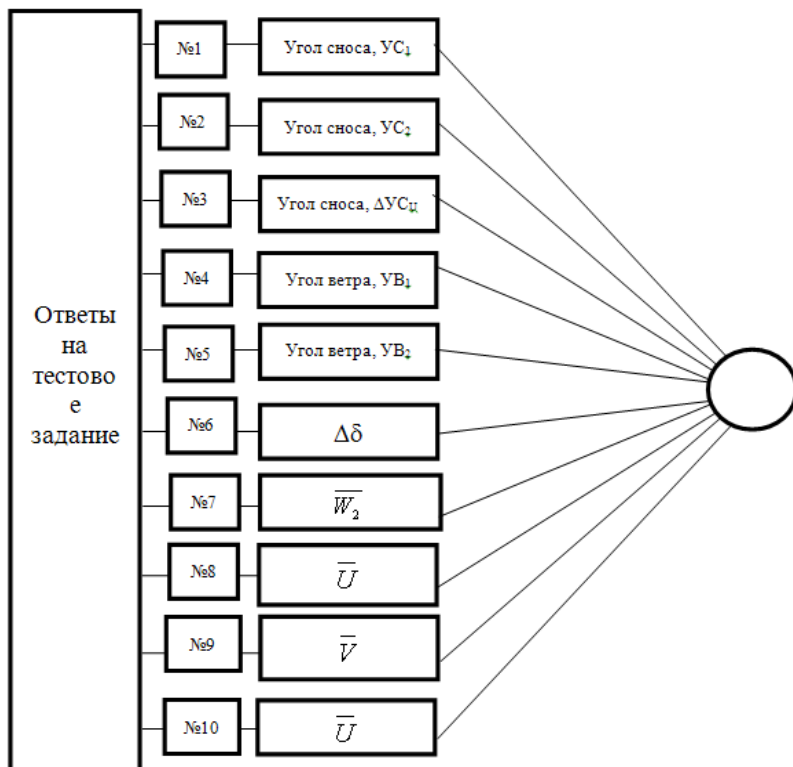 Ответы
на
тестово
е
задание
№1
Угол сноса, УС₁
№2
Угол сноса, УС₂
№3
Угол сноса, ΔУСЦ
№4
Угол ветра, УВ₁
№5
Угол ветра, УВ₂
№6
Δδ
№7
W̅₂
№8
U̅
№9
V̅
№10
U̅